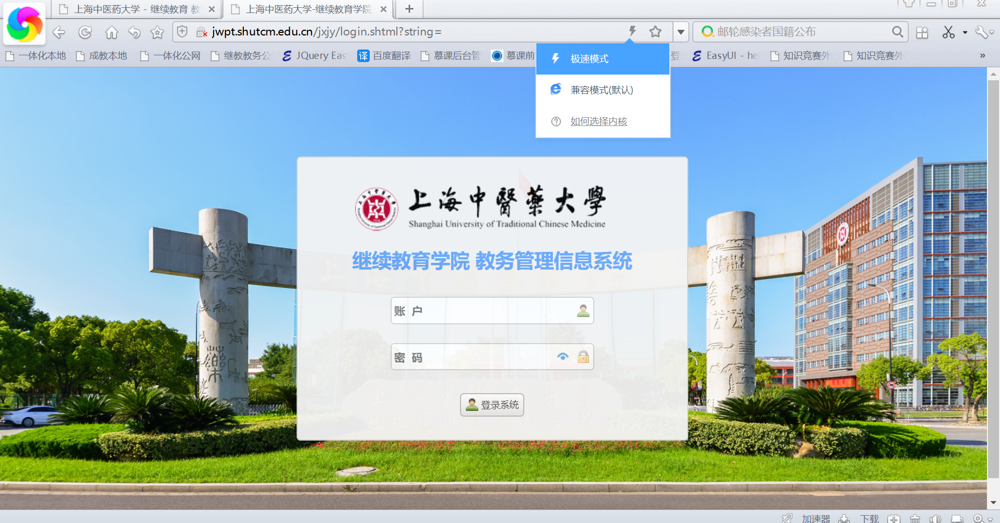 上海中医药大学 - 继续教育 教
上海中医药大学-继续教育学院
jwpt.shutcm.edu.cn/jxjy/login.shtml?string=
邮轮感染者国籍公布
一体化本地
成教本地
一体化公网
继教教务公
JQuery Eas
译
百度翻译
慕课后台管
慕课前
登
EasyUI - he
知识竞赛外
知识竞赛外
»
极速模式
兼容模式(默认)
如何选择内核
上海中醫藥大學
Shanghai University of Traditional Chinese Medicine
继续教育学院 教务管理信息系统
账 户
密 码
登录系统
加速器
下载